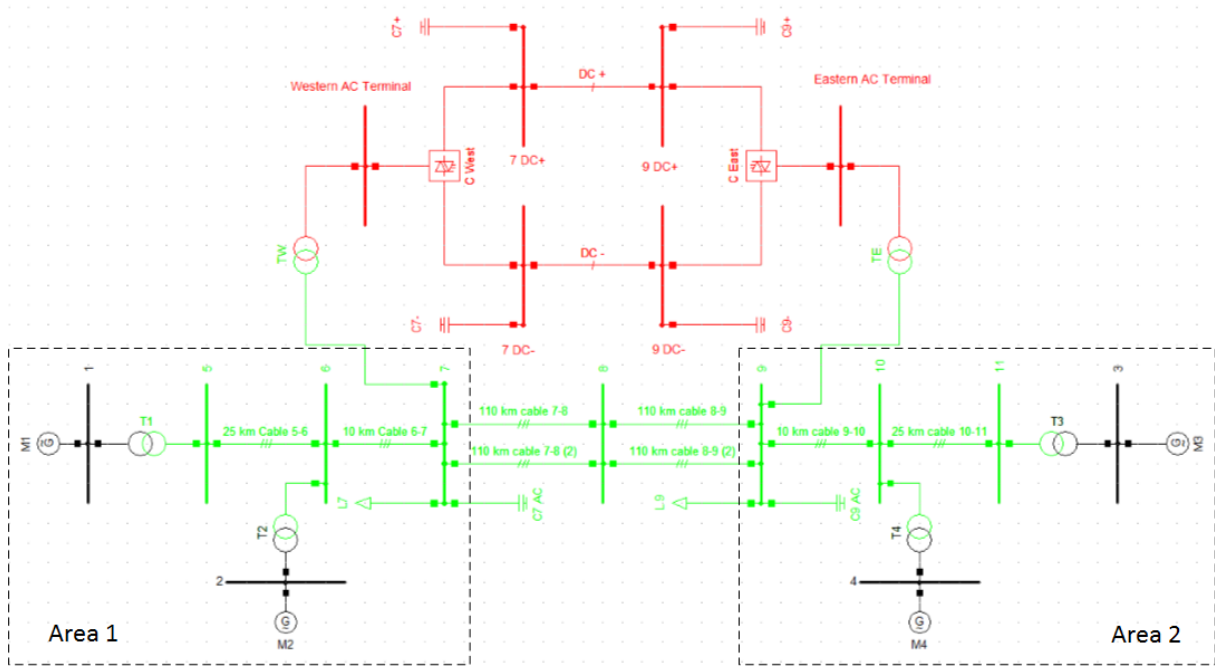 C7+
C9+
DC +
Western AC Terminal
Eastern AC Terminal
C West
C East
7 DC+
9 DC+
TW
DC -
TE
C7-
C9-
7 DC-
9 DC-
1
5
6
7
8
9
10
11
3
110 km cable 7-8
110 km cable 8-9
M1
G
T1
25 km Cable 5-6
10 km Cable 6-7
10 km cable 9-10
25 km cable 10-11
T3
G
M3
110 km cable 7-8 (2)
110 km cable 8-9 (2)
L7
C7 AC
L9
C9 AC
T2
T4
2
4
G
M2
G
M4
Area 1
Area 2